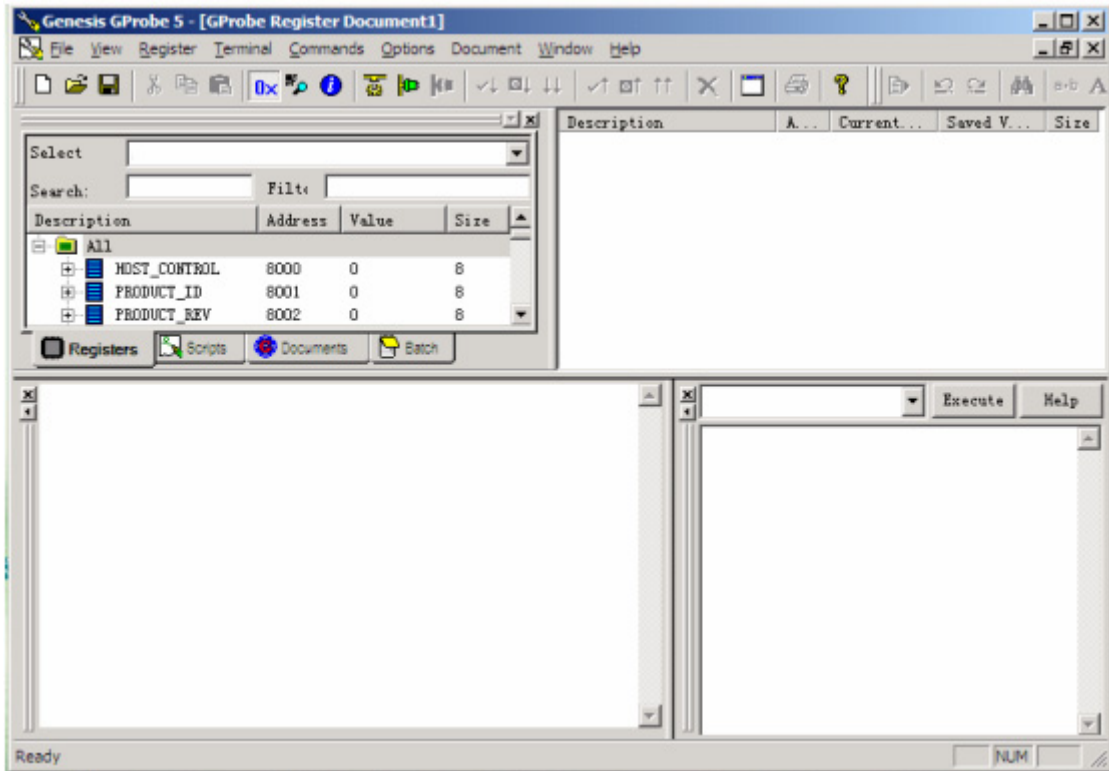 Genesis GProbe 5 - [GProbe Register Document1]
File View Register Terminal Commands Options Document Window Help
0x
a+b A
Description A... Current... Saved V... Size
Select
Search: Filte
Description Address Value Size
All
HOST_CONTROL 8000 0 8
PRODUCT_ID 8001 0 8
PRODUCT_REV 8002 0 8
Registers Scripts Documents Batch
Execute Help
Ready NUM